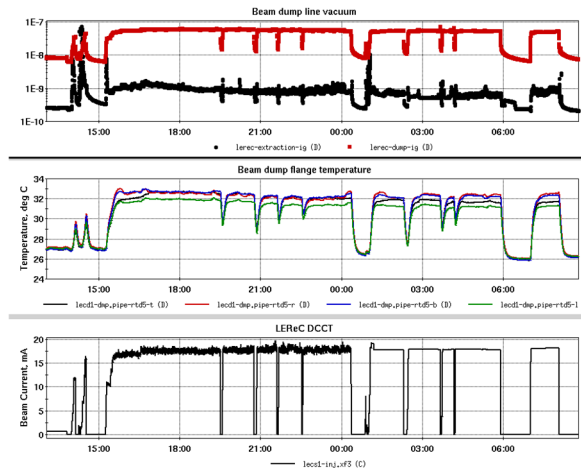 Beam dump line vacuum
1E-7
1E-8
1E-9
1E-10
15:00 18:00 21:00 00:00 03:00 06:00
lerec-extraction-ig (D) lerec-dump-ig (D)
Beam dump flange temperature
Temperature, deg C
34
32
30
28
26
24
15:00 18:00 21:00 00:00 03:00 06:00
lecd1-dmp.pipe-rtd5-t (D) lecd1-dmp.pipe-rtd5-r (D) lecd1-dmp.pipe-rtd5-b (D) lecd1-dmp.pipe-rtd5-l
LEReC DCCT
Beam Current, mA
20
15
10
5
0
15:00 18:00 21:00 00:00 03:00 06:00
lecs1-inj.xf3 (C)